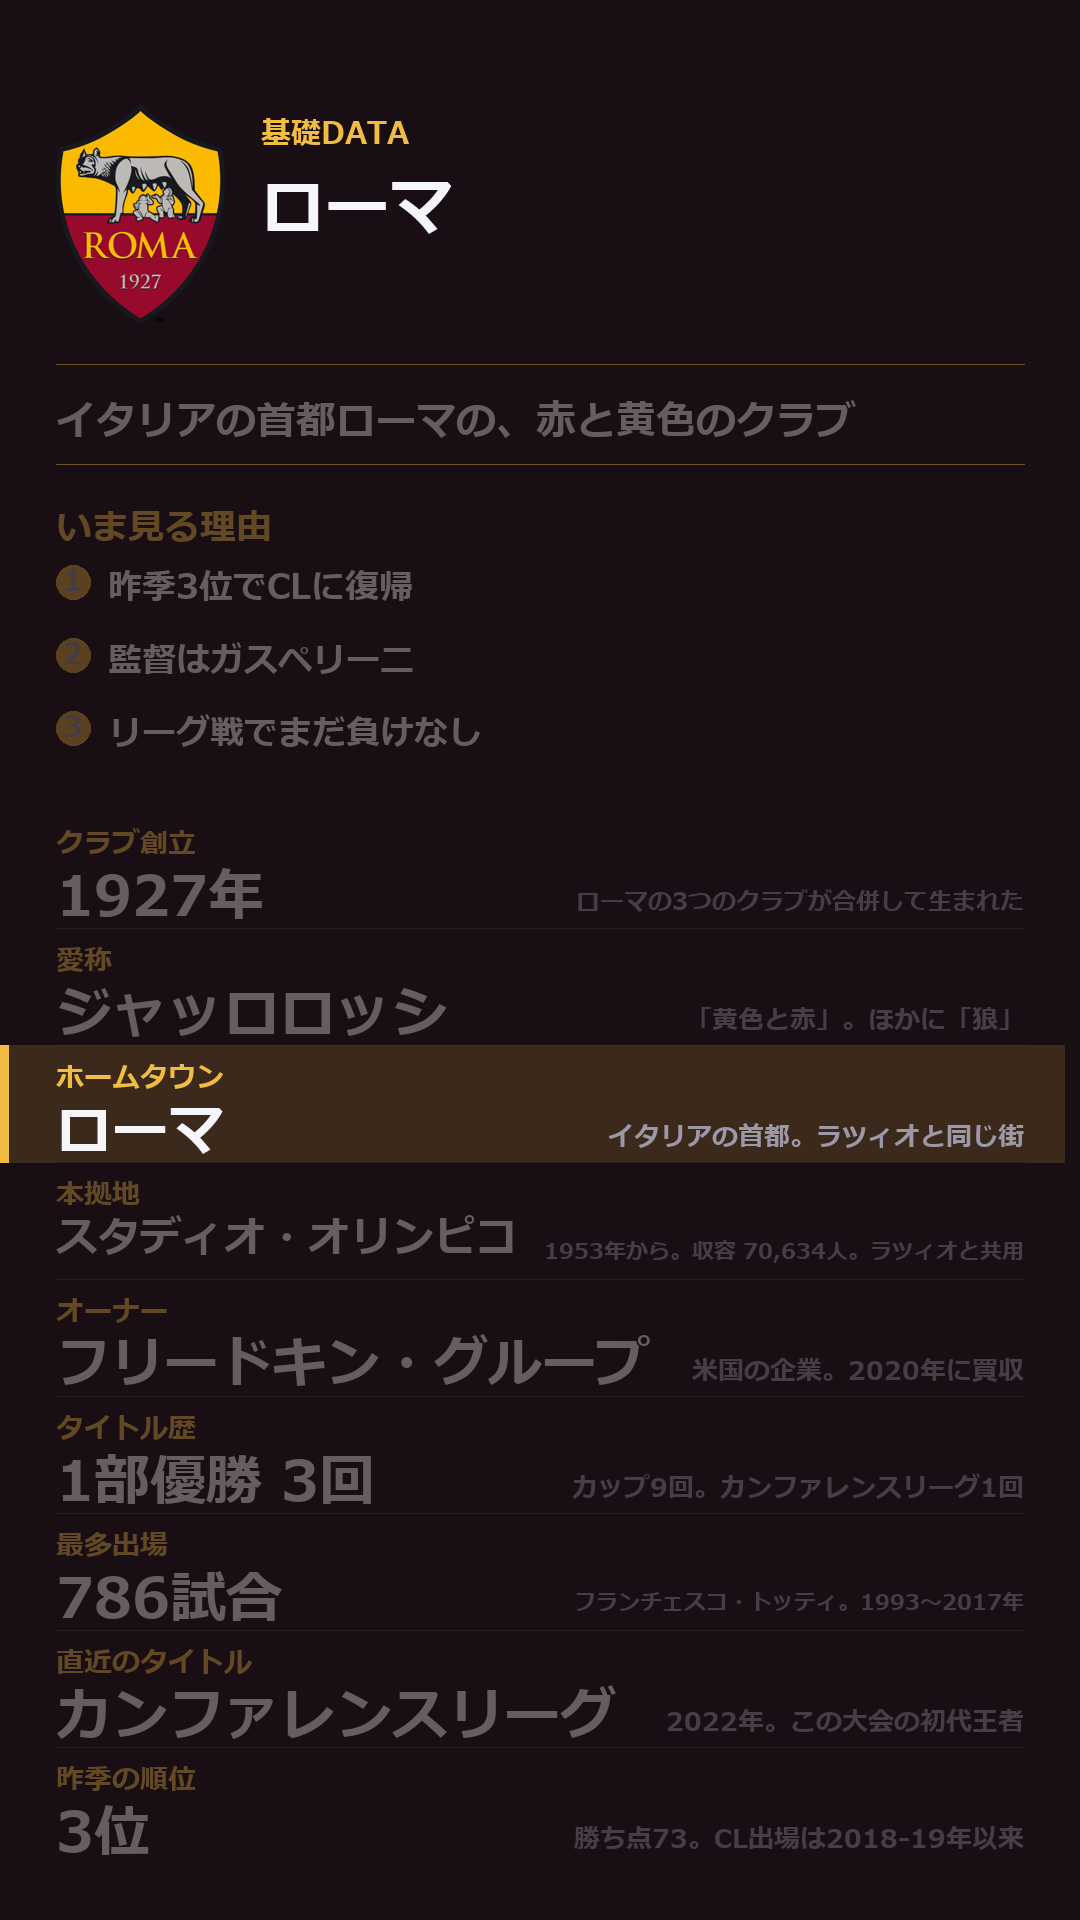 基礎DATA
ローマ
ROMA
1927
TM
イタリアの首都ローマの、赤と黄色のクラブ
いま見る理由
1 昨季3位でCLに復帰
2 監督はガスペリーニ
3 リーグ戦でまだ負けなし
クラブ創立
1927年 ローマの3つのクラブが合併して生まれた
愛称
ジャッロロッシ 「黄色と赤」。ほかに「狼」
ホームタウン
ローマ イタリアの首都。ラツィオと同じ街
本拠地
スタディオ・オリンピコ 1953年から。収容 70,634人。ラツィオと共用
オーナー
フリードキン・グループ 米国の企業。2020年に買収
タイトル歴
1部優勝 3回 カップ9回。カンファレンスリーグ1回
最多出場
786試合 フランチェスコ・トッティ。1993～2017年
直近のタイトル
カンファレンスリーグ 2022年。この大会の初代王者
昨季の順位
3位 勝ち点73。CL出場は2018-19年以来